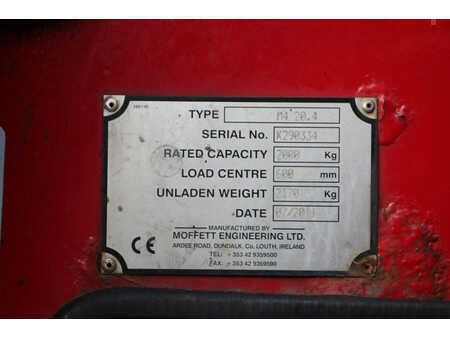 TYPE M4 20.4
SERIAL No. K290334
RATED CAPACITY 2000 Kg
LOAD CENTRE 600 mm
UNLADEN WEIGHT Kg
DATE
MANUFACTURED BY
MOFFETT ENGINEERING LTD.
ARDEE ROAD, DUNDALK, Co. LOUTH, IRELAND
TEL: + 353 42 9359500
FAX: + 353 42 9359590
CE